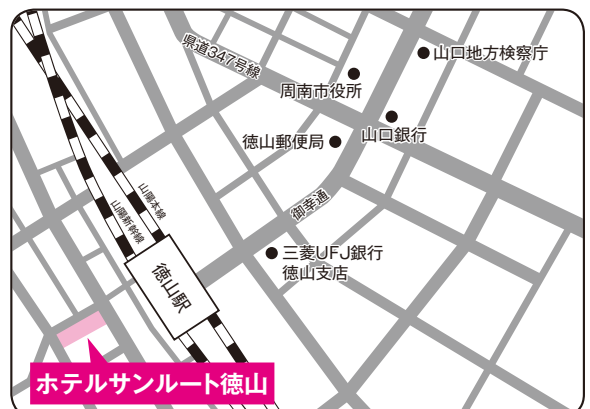 県道347号線
山口地方検察庁
周南市役所
山口銀行
徳山郵便局
山陽本線
山陽新幹線
御幸通
三菱UFJ銀行
徳山支店
徳山駅
ホテルサンルート徳山